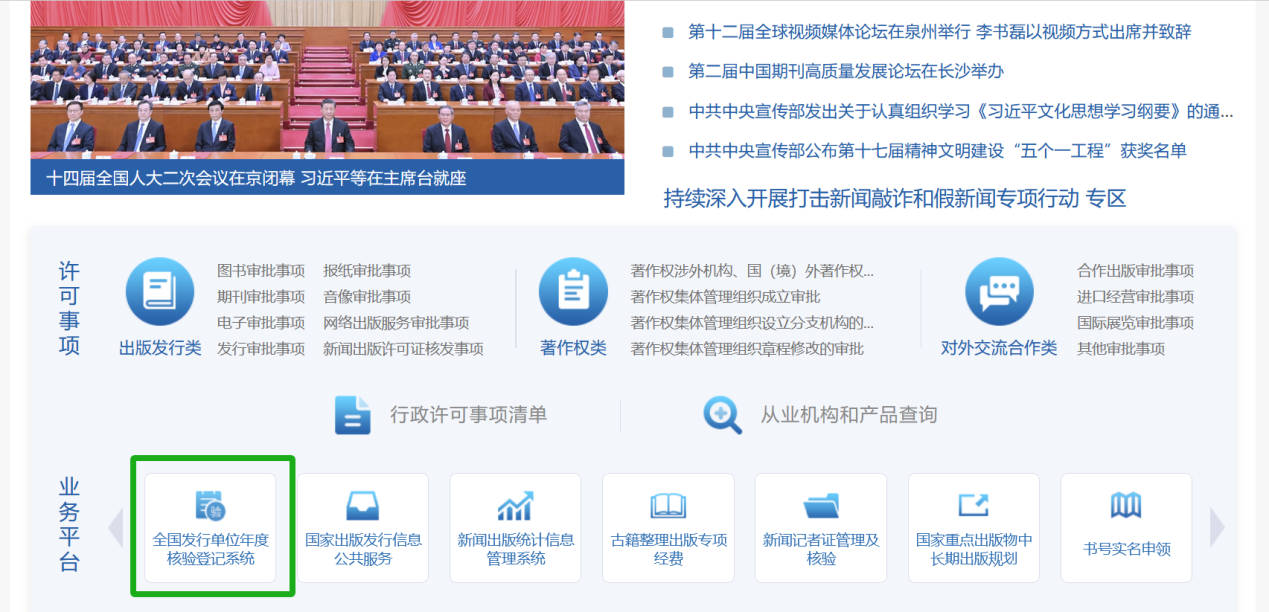 第十二届全球视频媒体论坛在泉州举行 李书磊以视频方式出席并致辞
第二届中国期刊高质量发展论坛在长沙举办
中共中央宣传部发出关于认真组织学习《习近平文化思想学习纲要》的通...
中共中央宣传部公布第十七届精神文明建设“五个一工程”获奖名单
十四届全国人大二次会议在京闭幕 习近平等在主席台就座
持续深入开展打击新闻敲诈和假新闻专项行动 专区
许可事项
出版发行类
图书审批事项 报纸审批事项
期刊审批事项 音像审批事项
电子审批事项 网络出版服务审批事项
发行审批事项 新闻出版许可证核发事项
著作权类
著作权涉外机构、国（境）外著作权...
著作权集体管理组织成立审批
著作权集体管理组织设立分支机构的...
著作权集体管理组织章程修改的审批
对外交流合作类
合作出版审批事项
进口经营审批事项
国际展览审批事项
其他审批事项
行政许可事项清单
从业机构和产品查询
业务平台
验
全国发行单位年度
核验登记系统
国家出版发行信息
公共服务
新闻出版统计信息
管理系统
古籍整理出版专项
经费
新闻记者证管理及
核验
国家重点出版物中
长期出版规划
书号实名申领